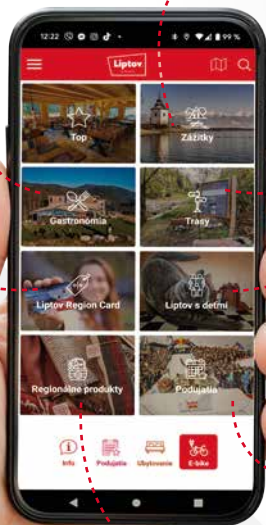 12:22
99 %
Liptov
Top
Zážitky
Gastronómia
Trasy
Liptov Region Card
Liptov s deťmi
Regionálne produkty
Podujatia
Info
Podujatia
Ubytovanie
E-bike